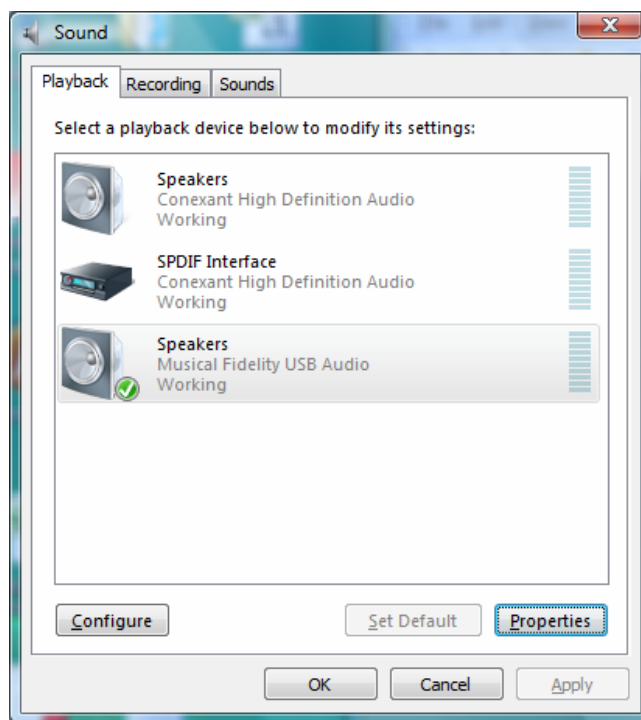 Sound
Playback Recording Sounds
Select a playback device below to modify its settings:
Speakers
Conexant High Definition Audio
Working
SPDIF Interface
Conexant High Definition Audio
Working
Speakers
Musical Fidelity USB Audio
Working
Configure Set Default Properties
OK Cancel Apply